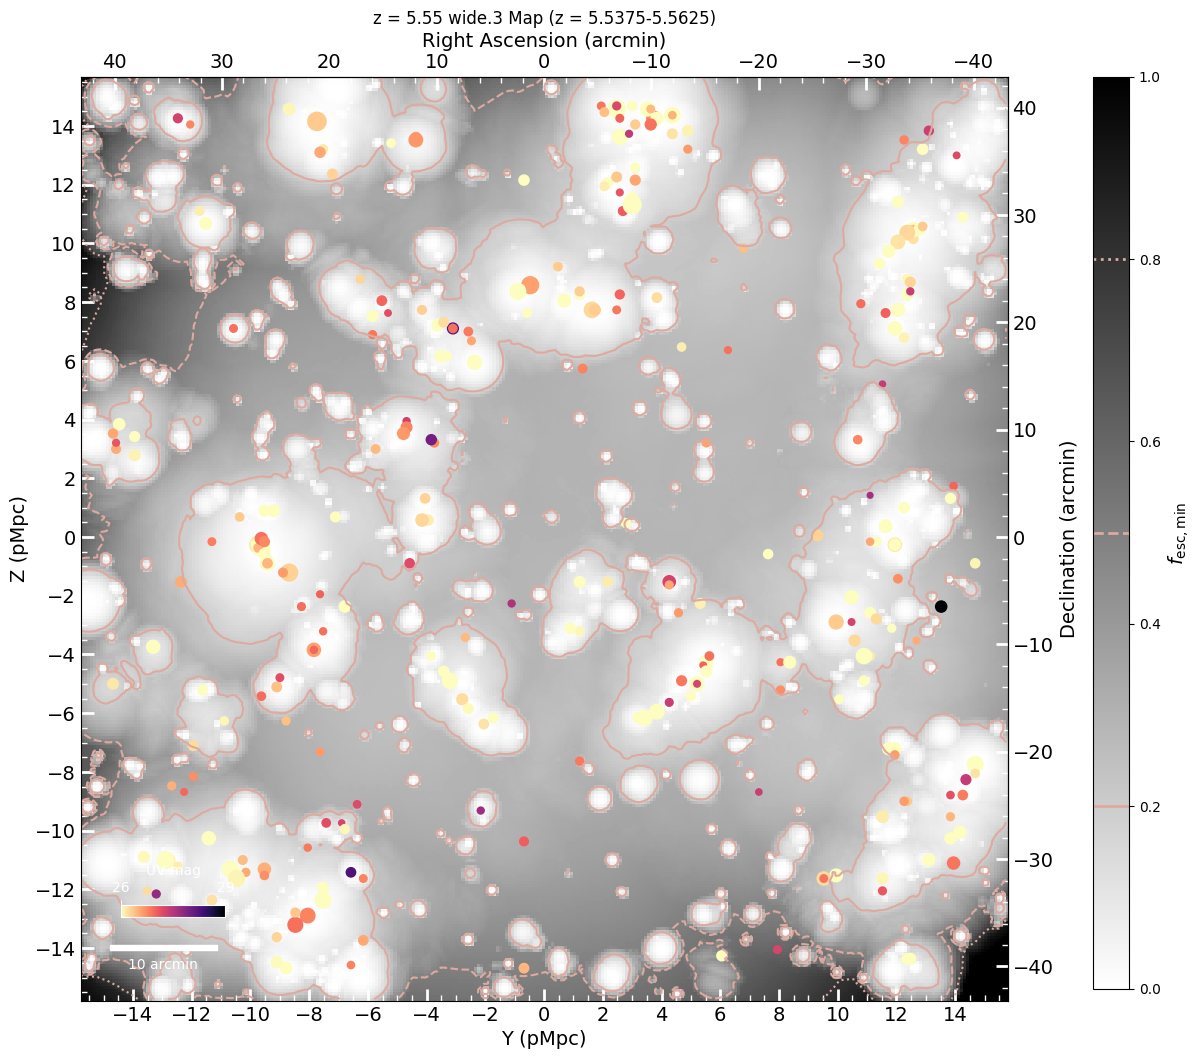 z = 5.55 wide.3 Map (z = 5.5375-5.5625)
Right Ascension (arcmin)
40 30 20 10 0 −10 −20 −30 −40
14 12 10 8 6 4 2 0 −2 −4 −6 −8 −10 −12 −14
Z (pMpc)
40 30 20 10 0 −10 −20 −30 −40
Declination (arcmin)
1.0 0.8 0.6 0.4 0.2 0.0
fesc,min
UV mag
26 29
10 arcmin
−14 −12 −10 −8 −6 −4 −2 0 2 4 6 8 10 12 14
Y (pMpc)